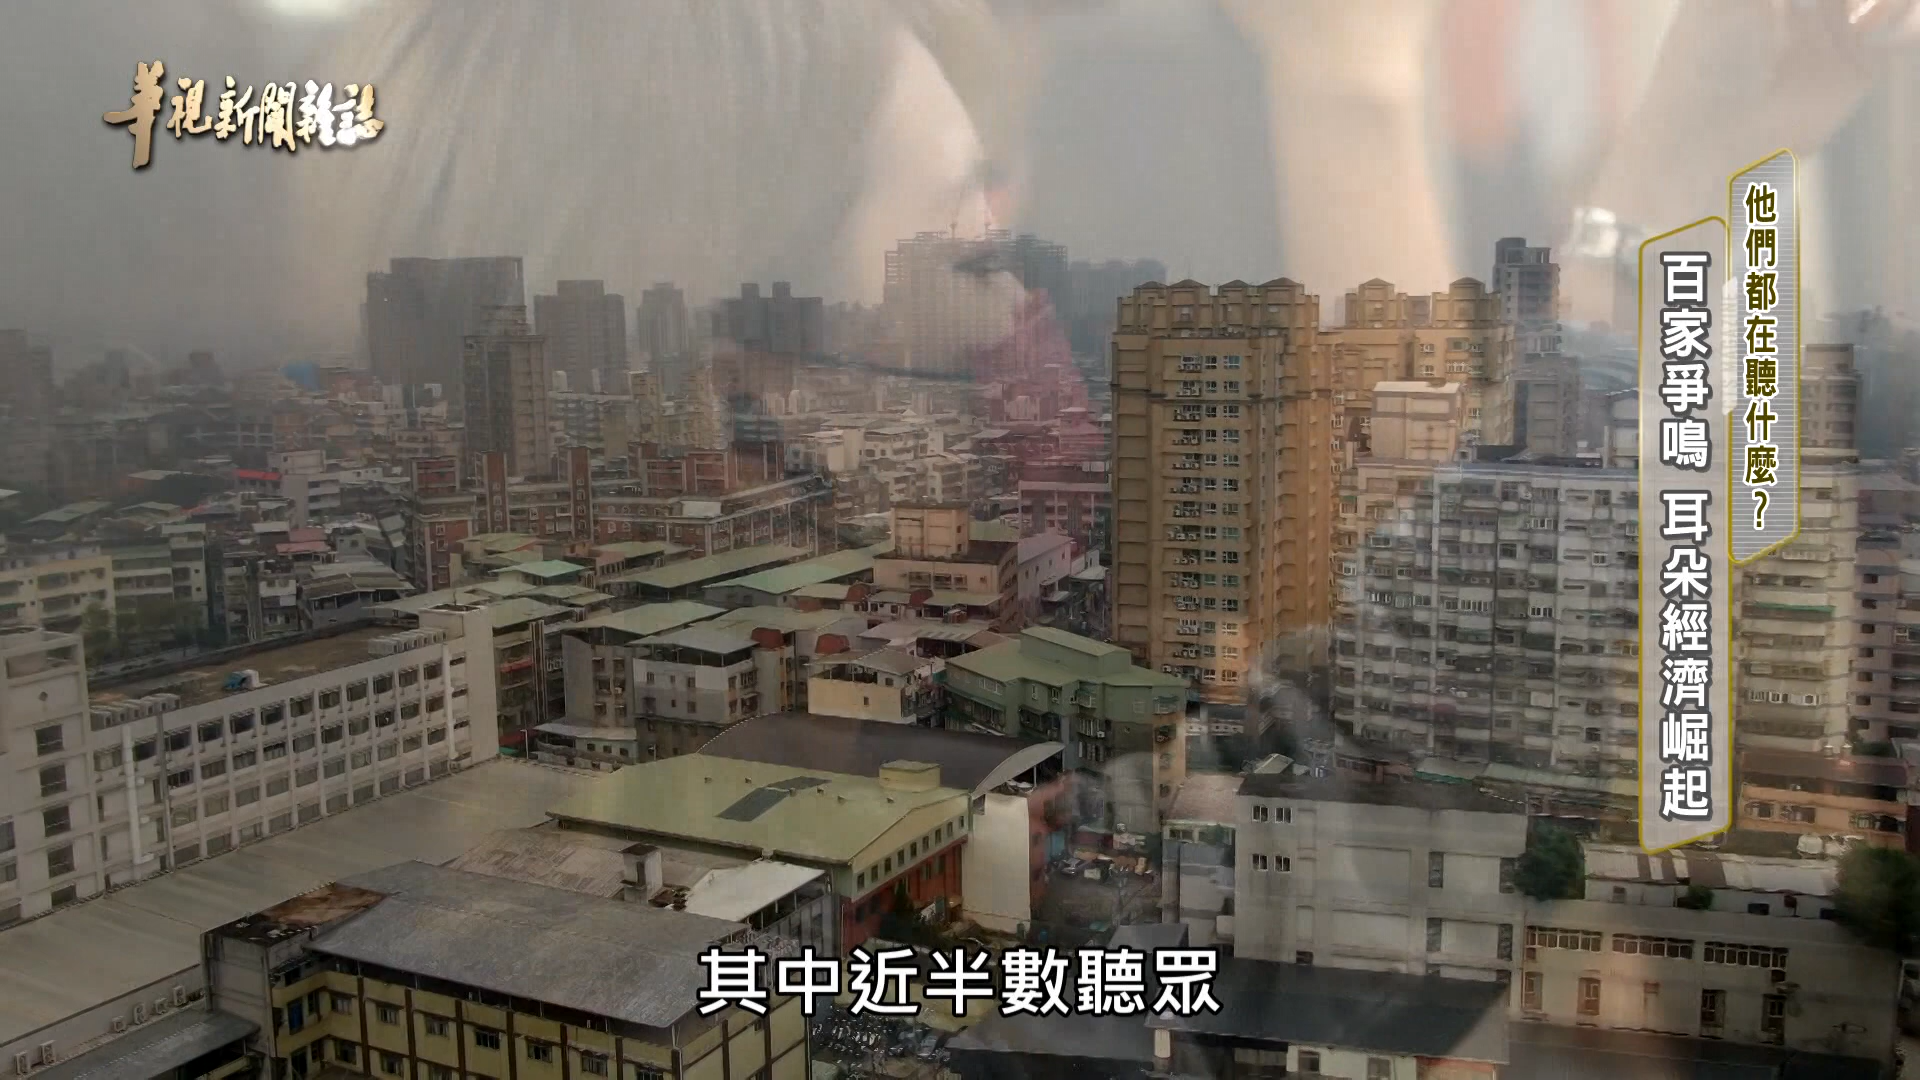 華視新聞雜誌
他們都在聽什麼？
百家爭鳴 耳朵經濟崛起
其中近半數聽眾